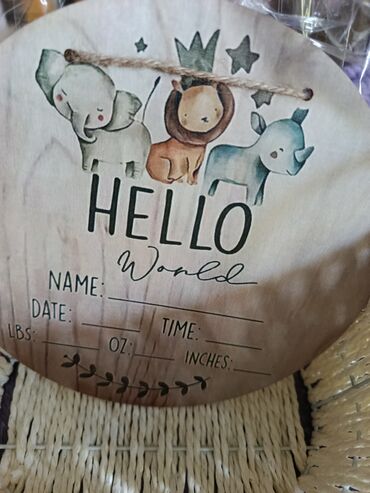 HELLO
World
NAME:
DATE: TIME:
LBS: OZ: INCHES: